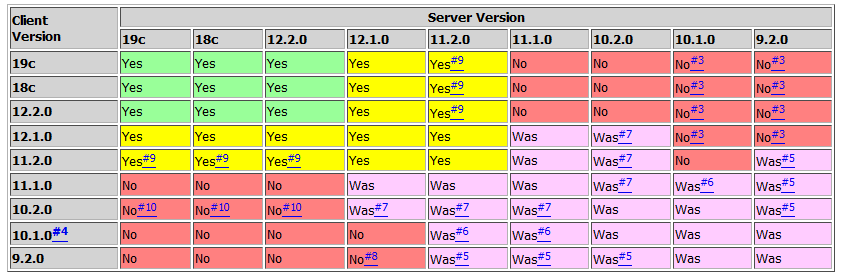 Client Version Server Version
19c 18c 12.2.0 12.1.0 11.2.0 11.1.0 10.2.0 10.1.0 9.2.0
19c Yes Yes Yes Yes Yes#9 No No No#3 No#3
18c Yes Yes Yes Yes Yes#9 No No No#3 No#3
12.2.0 Yes Yes Yes Yes Yes#9 No No No#3 No#3
12.1.0 Yes Yes Yes Yes Yes Was Was#7 No#3 No#3
11.2.0 Yes#9 Yes#9 Yes#9 Yes Yes Was Was#7 No Was#5
11.1.0 No No No Was Was Was Was#7 Was#6 Was#5
10.2.0 No#10 No#10 No#10 Was#7 Was#7 Was#7 Was Was Was#5
10.1.0#4 No No No No Was#6 Was#6 Was Was Was
9.2.0 No No No No#8 Was#5 Was#5 Was#5 Was Was